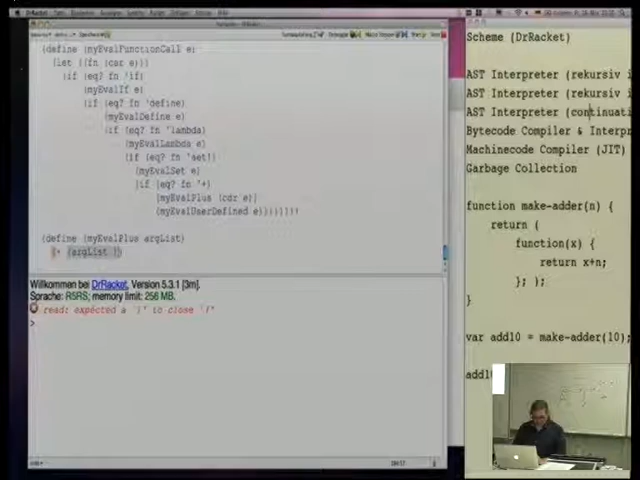 (define (myEvalFunctionCall e)
(let ((fn (car e)))
(if (eq? fn 'if)
(myEvalIf e)
(if (eq? fn 'define)
(myEvalDefine e)
(if (eq? fn 'lambda)
(myEvalLambda e)
(if (eq? fn 'set!)
(myEvalSet e)
(if (eq? fn '+)
(myEvalPlus (cdr e))
(myEvalUserDefined e))))))))
(define (myEvalPlus argList)
(+ (argList ))
Willkommen bei DrRacket, Version 5.3.1 [3m].
Sprache: R5RS; memory limit: 256 MB.
read: expected a `)' to close `('
>
Scheme (DrRacket)
AST Interpreter (rekursiv i
AST Interpreter (rekursiv i
AST Interpreter (continuati
Bytecode Compiler & Interpr
Machinecode Compiler (JIT)
Garbage Collection
function make-adder(n) {
return (
function(x) {
return x+n;
}; );
}
var add10 = make-adder(10);
add1